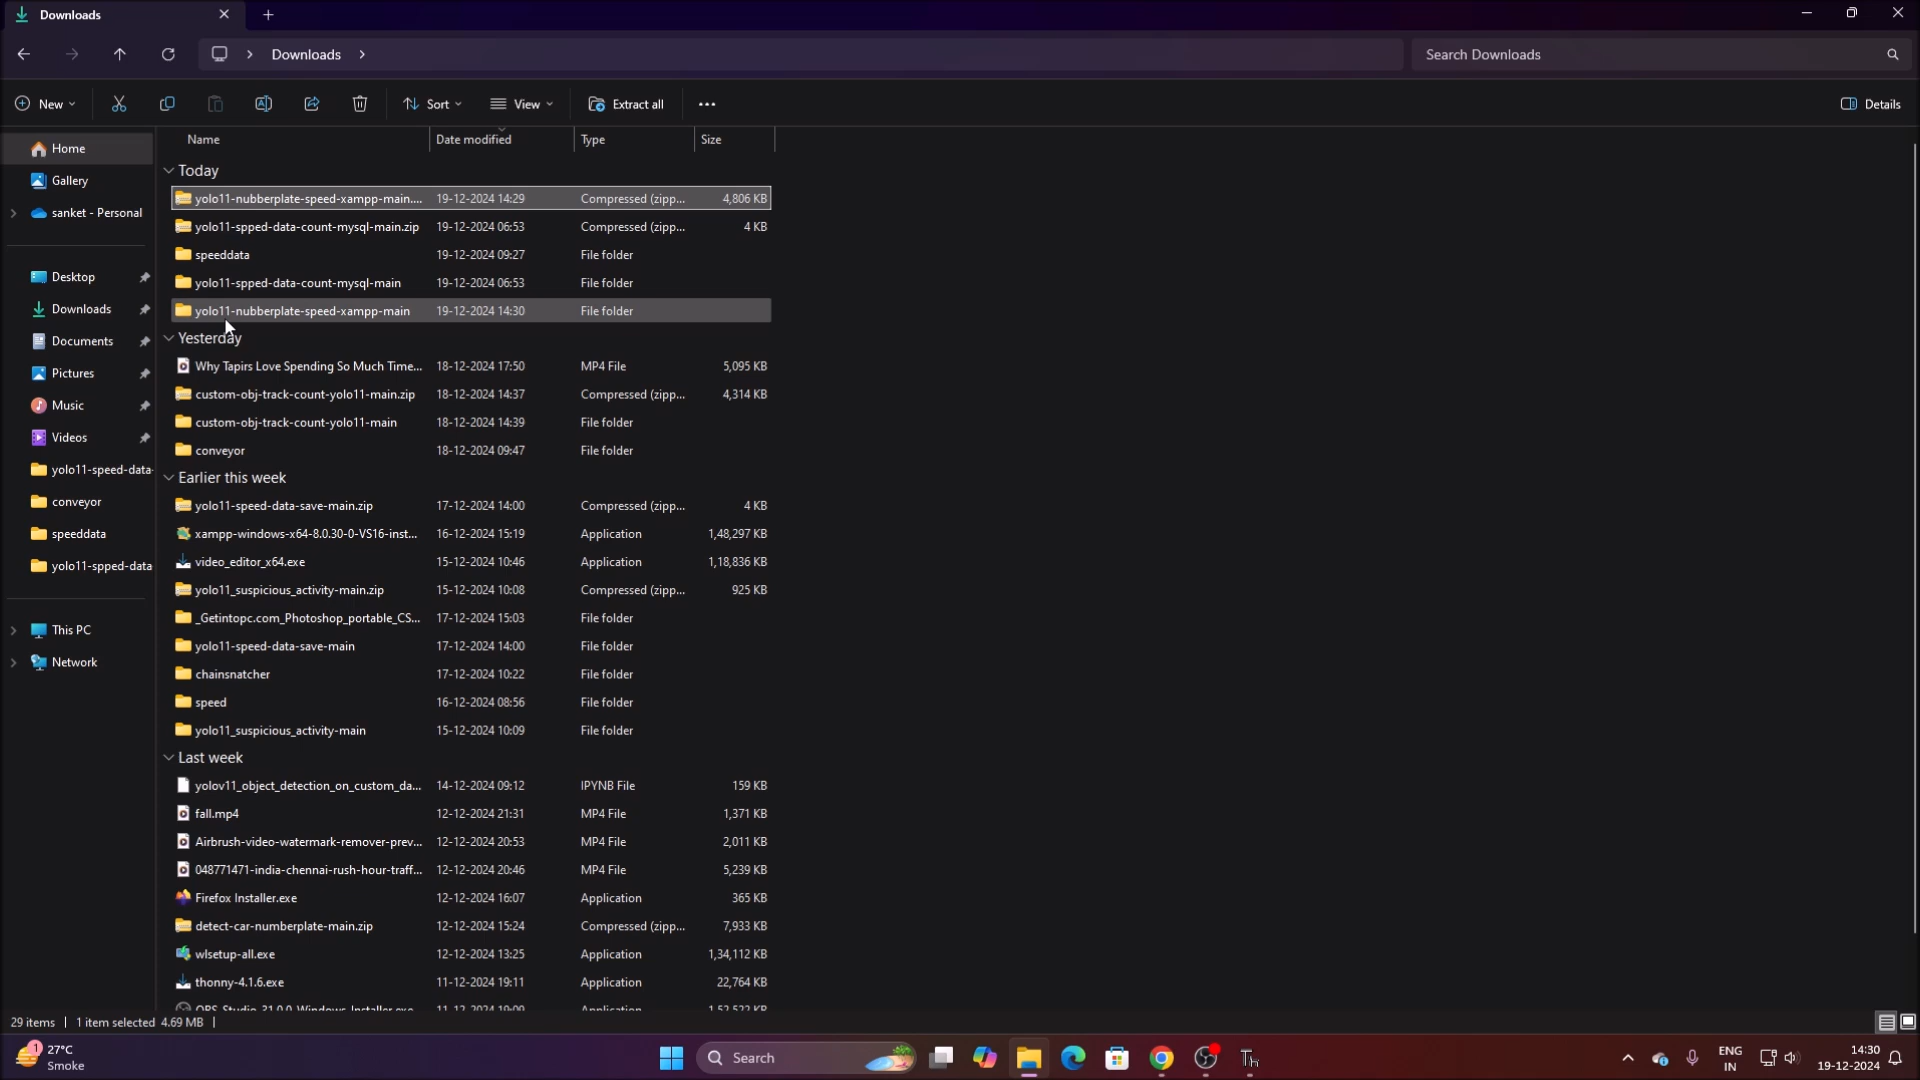 Downloads
Downloads
Search Downloads
New
Sort
View
Extract all
Details
Name Date modified Type Size
Home
Gallery
sanket - Personal
Desktop
Downloads
Documents
Pictures
Music
Videos
yolo11-speed-data-
conveyor
speeddata
yolo11-spped-data
This PC
Network
Today
yolo11-nubberplate-speed-xampp-main.... 19-12-2024 14:29 Compressed (zipp... 4,806 KB
yolo11-spped-data-count-mysql-main.zip 19-12-2024 06:53 Compressed (zipp... 4 KB
speeddata 19-12-2024 09:27 File folder
yolo11-spped-data-count-mysql-main 19-12-2024 06:53 File folder
yolo11-nubberplate-speed-xampp-main 19-12-2024 14:30 File folder
Yesterday
Why Tapirs Love Spending So Much Time... 18-12-2024 17:50 MP4 File 5,095 KB
custom-obj-track-count-yolo11-main.zip 18-12-2024 14:37 Compressed (zipp... 4,314 KB
custom-obj-track-count-yolo11-main 18-12-2024 14:39 File folder
conveyor 18-12-2024 09:47 File folder
Earlier this week
yolo11-speed-data-save-main.zip 17-12-2024 14:00 Compressed (zipp... 4 KB
xampp-windows-x64-8.0.30-0-VS16-inst... 16-12-2024 15:19 Application 1,48,297 KB
video_editor_x64.exe 15-12-2024 10:46 Application 1,18,836 KB
yolo11_suspicious_activity-main.zip 15-12-2024 10:08 Compressed (zipp... 925 KB
_Getintopc.com_Photoshop_portable_CS... 17-12-2024 15:03 File folder
yolo11-speed-data-save-main 17-12-2024 14:00 File folder
chainsnatcher 17-12-2024 10:22 File folder
speed 16-12-2024 08:56 File folder
yolo11_suspicious_activity-main 15-12-2024 10:09 File folder
Last week
yolov11_object_detection_on_custom_da... 14-12-2024 09:12 IPYNB File 159 KB
fall.mp4 12-12-2024 21:31 MP4 File 1,371 KB
Airbrush-video-watermark-remover-prev... 12-12-2024 20:53 MP4 File 2,011 KB
048771471-india-chennai-rush-hour-traff... 12-12-2024 20:46 MP4 File 5,239 KB
Firefox Installer.exe 12-12-2024 16:07 Application 365 KB
detect-car-numberplate-main.zip 12-12-2024 15:24 Compressed (zipp... 7,933 KB
wlsetup-all.exe 12-12-2024 13:25 Application 1,34,112 KB
thonny-4.1.6.exe 11-12-2024 19:11 Application 22,764 KB
OBS-Studio-31.0.0-Windows-Installer.exe 11-12-2024 19:09 Application 1,52,522 KB
29 items 1 item selected 4.69 MB
1
27°C
Smoke
Search
Th
ENG
IN
14:30
19-12-2024